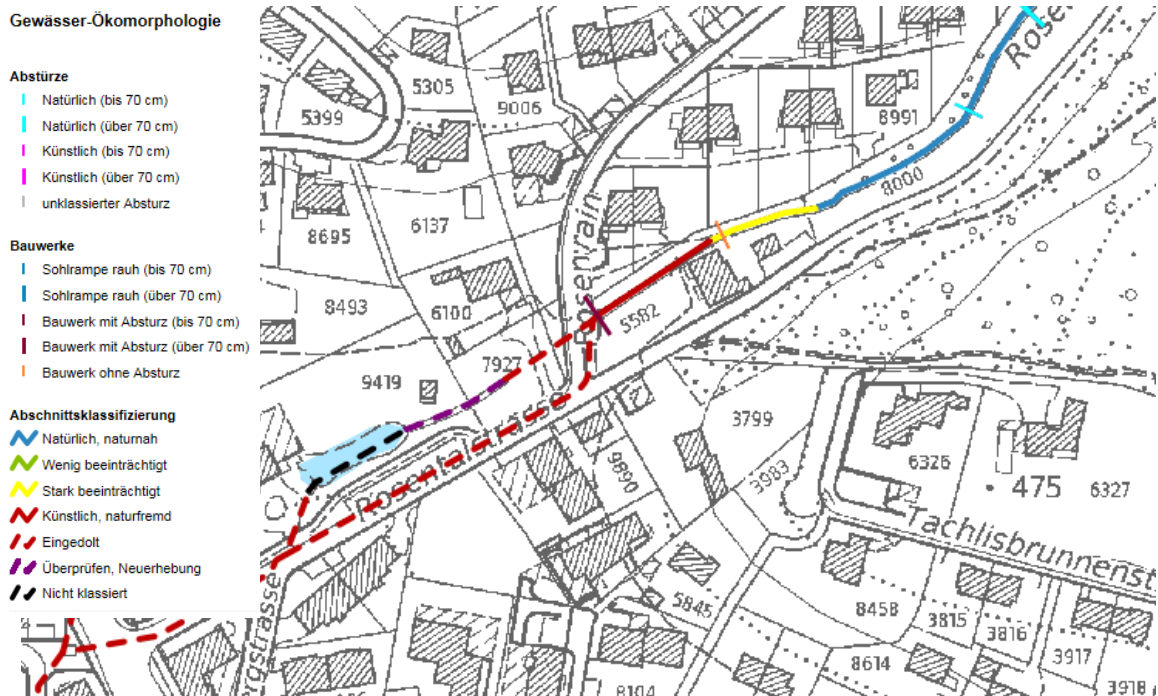 Gewässer-Ökomorphologie
Abstürze
Natürlich (bis 70 cm)
Natürlich (über 70 cm)
Künstlich (bis 70 cm)
Künstlich (über 70 cm)
unklassierter Absturz
Bauwerke
Sohlrampe rauh (bis 70 cm)
Sohlrampe rauh (über 70 cm)
Bauwerk mit Absturz (bis 70 cm)
Bauwerk mit Absturz (über 70 cm)
Bauwerk ohne Absturz
Abschnittsklassifizierung
Natürlich, naturnah
Wenig beeinträchtigt
Stark beeinträchtigt
Künstlich, naturfremd
Eingedolt
Überprüfen, Neuerhebung
Nicht klassiert
5305
9006
5399
8991
Rose
8000
6137
8695
Rosenrain
8493
6100
5582
7927
9419
Rosentalstrasse
3799
9890
3983
6326
475
6327
Tachlisbrunnenst
5845
8458
3815
3816
3917
8614
3918
8104
ergstrasse